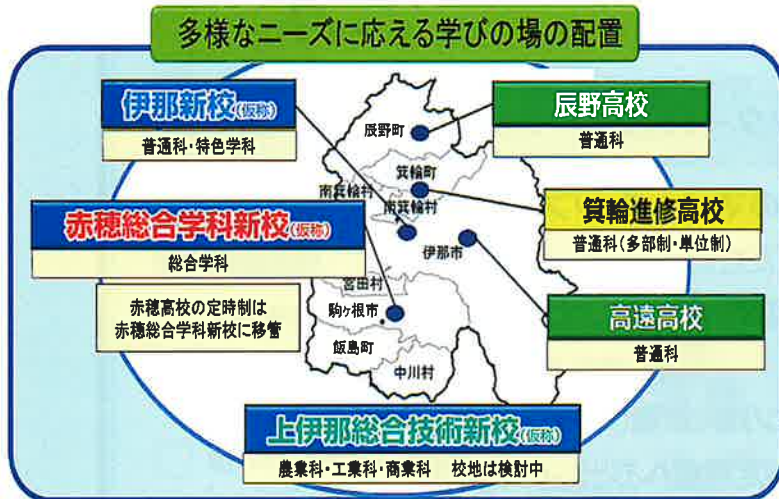 多様なニーズに応える学びの場の配置
伊那新校(仮称)
普通科・特色学科
辰野高校
普通科
辰野町
箕輪町
南箕輪村
南箕輪村
箕輪進修高校
普通科(多部制・単位制)
赤穂総合学科新校(仮称)
総合学科
伊那市
宮田村
赤穂高校の定時制は
赤穂総合学科新校に移管
駒ヶ根市
高遠高校
普通科
飯島町
中川村
上伊那総合技術新校(仮称)
農業科・工業科・商業科　校地は検討中